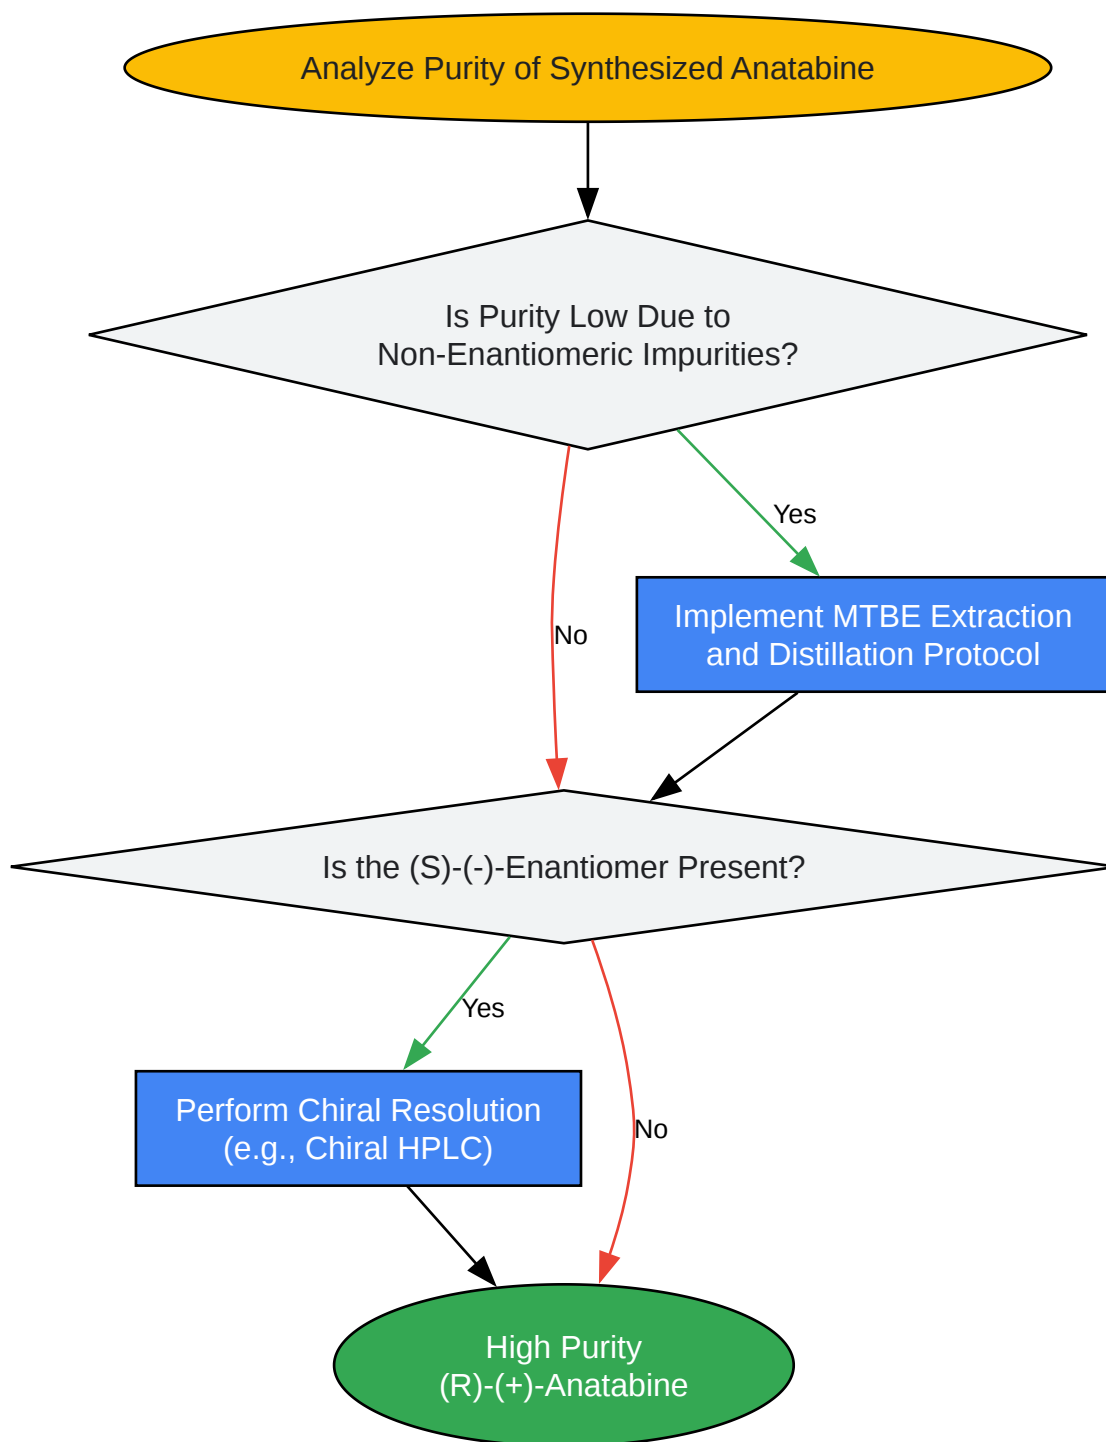 Analyze Purity of Synthesized Anatabine
Is Purity Low Due to
Non-Enantiomeric Impurities?
Yes
Implement MTBE Extraction
and Distillation Protocol
No
Is the (S)-(-)-Enantiomer Present?
Yes
Perform Chiral Resolution
(e.g., Chiral HPLC)
No
High Purity
(R)-(+)-Anatabine